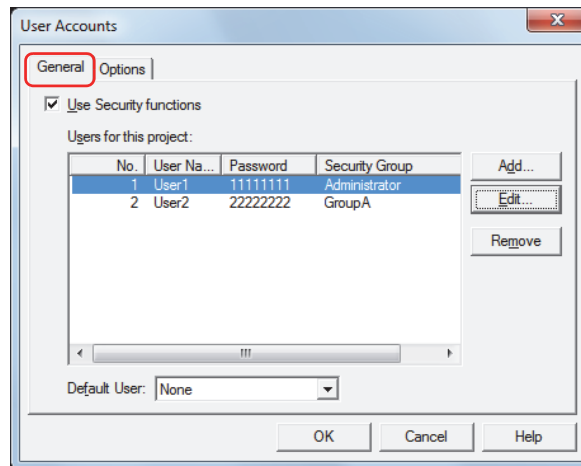 User Accounts
General Options
Use Security functions
Users for this project:
No. User Na... Password Security Group
1 User1 11111111 Administrator
2 User2 22222222 GroupA
Add...
Edit...
Remove
Default User: None
OK Cancel Help